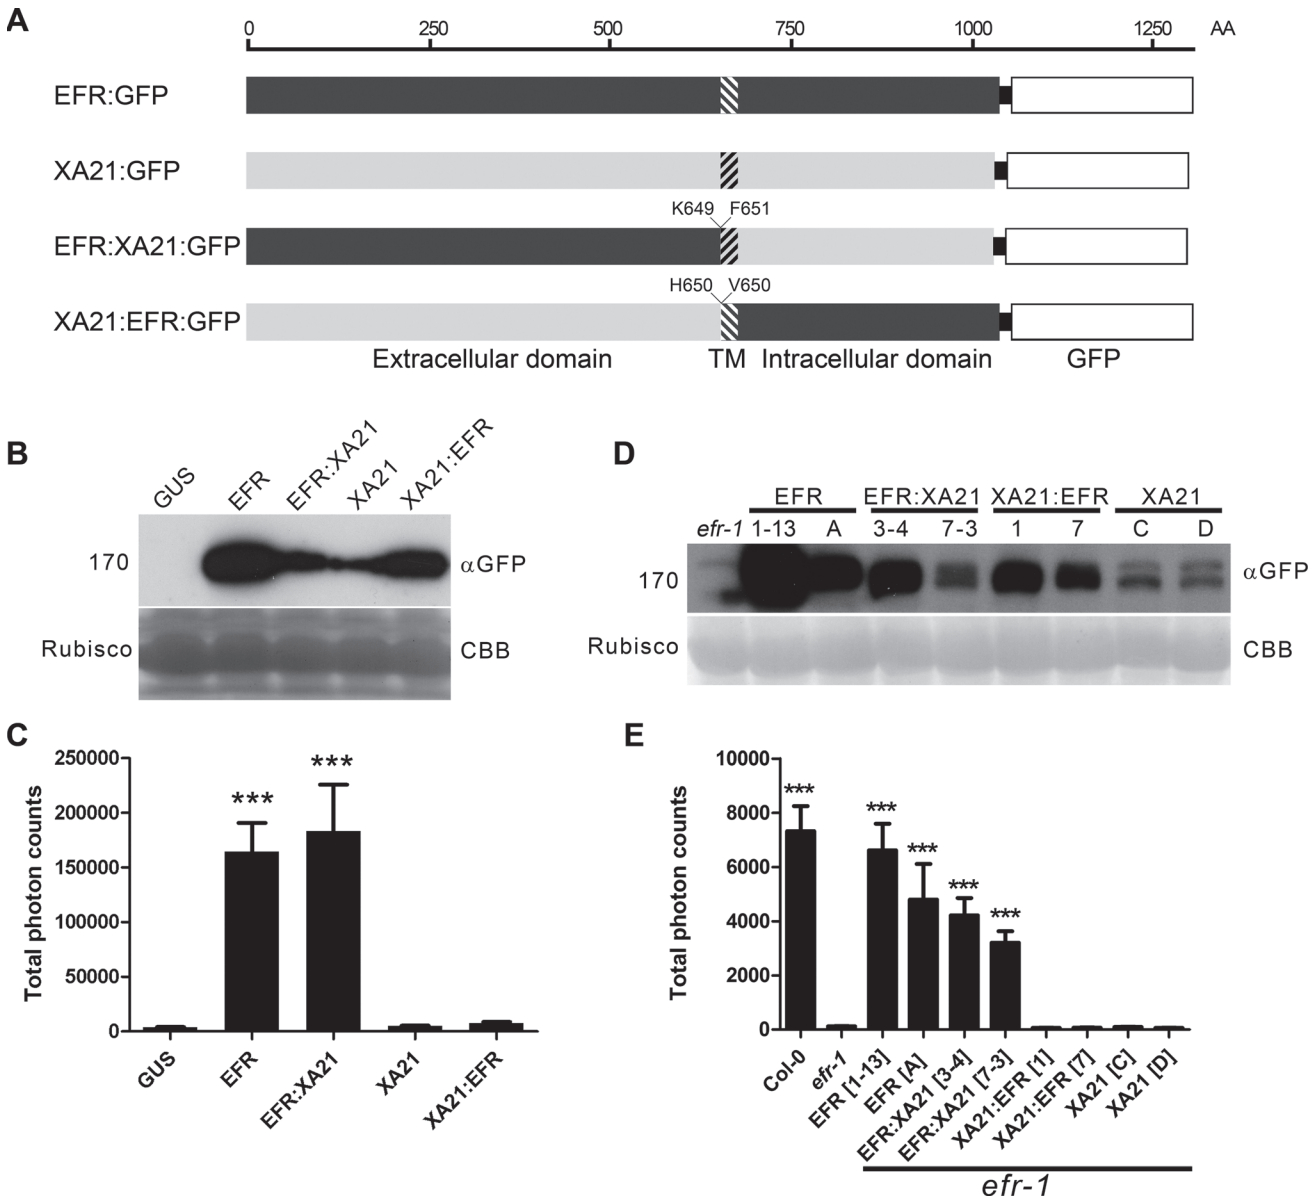 A
0 250 500 750 1000 1250 AA
EFR:GFP
XA21:GFP
K649 F651
EFR:XA21:GFP
H650 V650
XA21:EFR:GFP
Extracellular domain TM Intracellular domain GFP
B
GUS EFR EFR:XA21 XA21 XA21:EFR
170 αGFP
Rubisco CBB
D
EFR EFR:XA21 XA21:EFR XA21
efr-1 1-13 A 3-4 7-3 1 7 C D
170 αGFP
Rubisco CBB
C
Total photon counts
250000
200000
150000
100000
50000
0
*** ***
GUS EFR EFR:XA21 XA21 XA21:EFR
E
Total photon counts
10000
8000
6000
4000
2000
0
*** *** *** *** ***
Col-0 efr-1 EFR [1-13] EFR [A] EFR:XA21 [3-4] EFR:XA21 [7-3] XA21:EFR [1] XA21:EFR [7] XA21 [C] XA21 [D]
efr-1